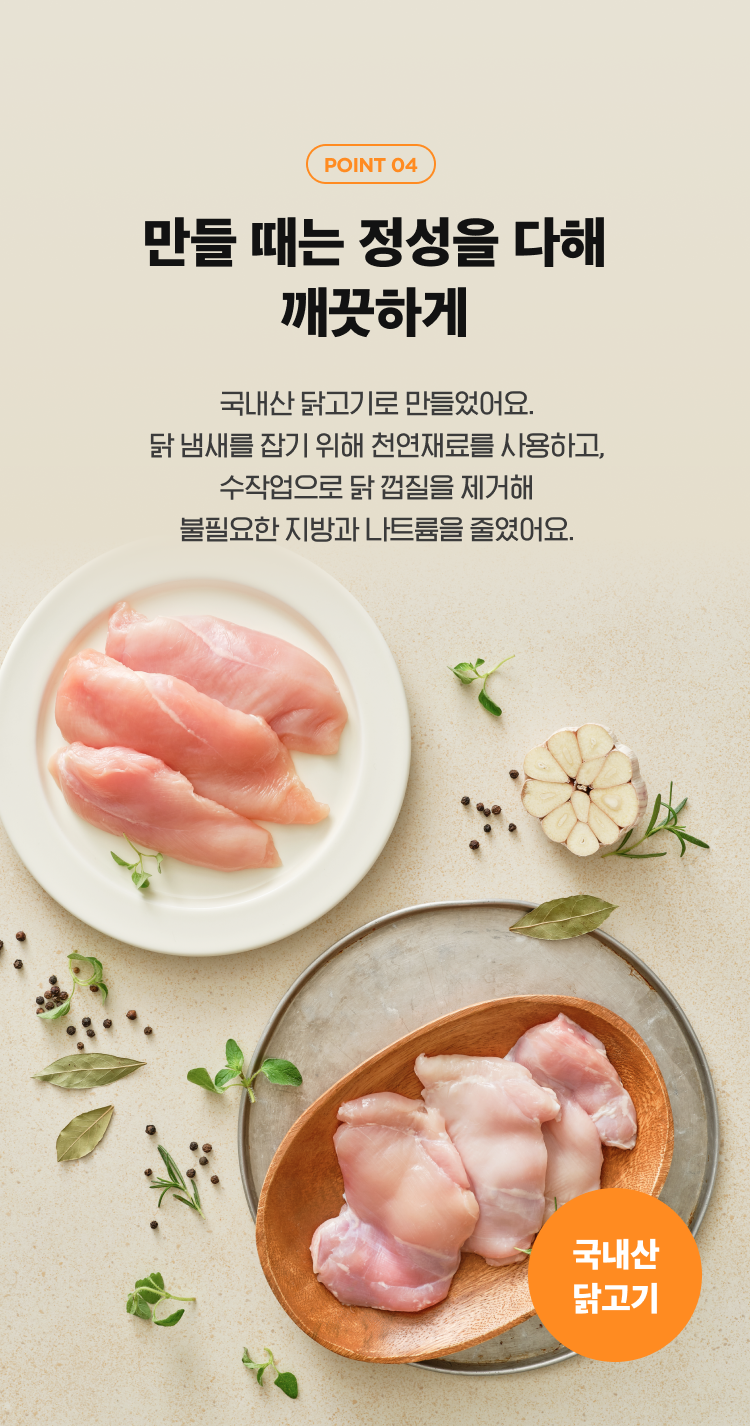 POINT 04
만들 때는 정성을 다해
깨끗하게
국내산 닭고기로 만들었어요.
닭 냄새를 잡기 위해 천연재료를 사용하고,
수작업으로 닭 껍질을 제거해
불필요한 지방과 나트륨을 줄였어요.
국내산
닭고기